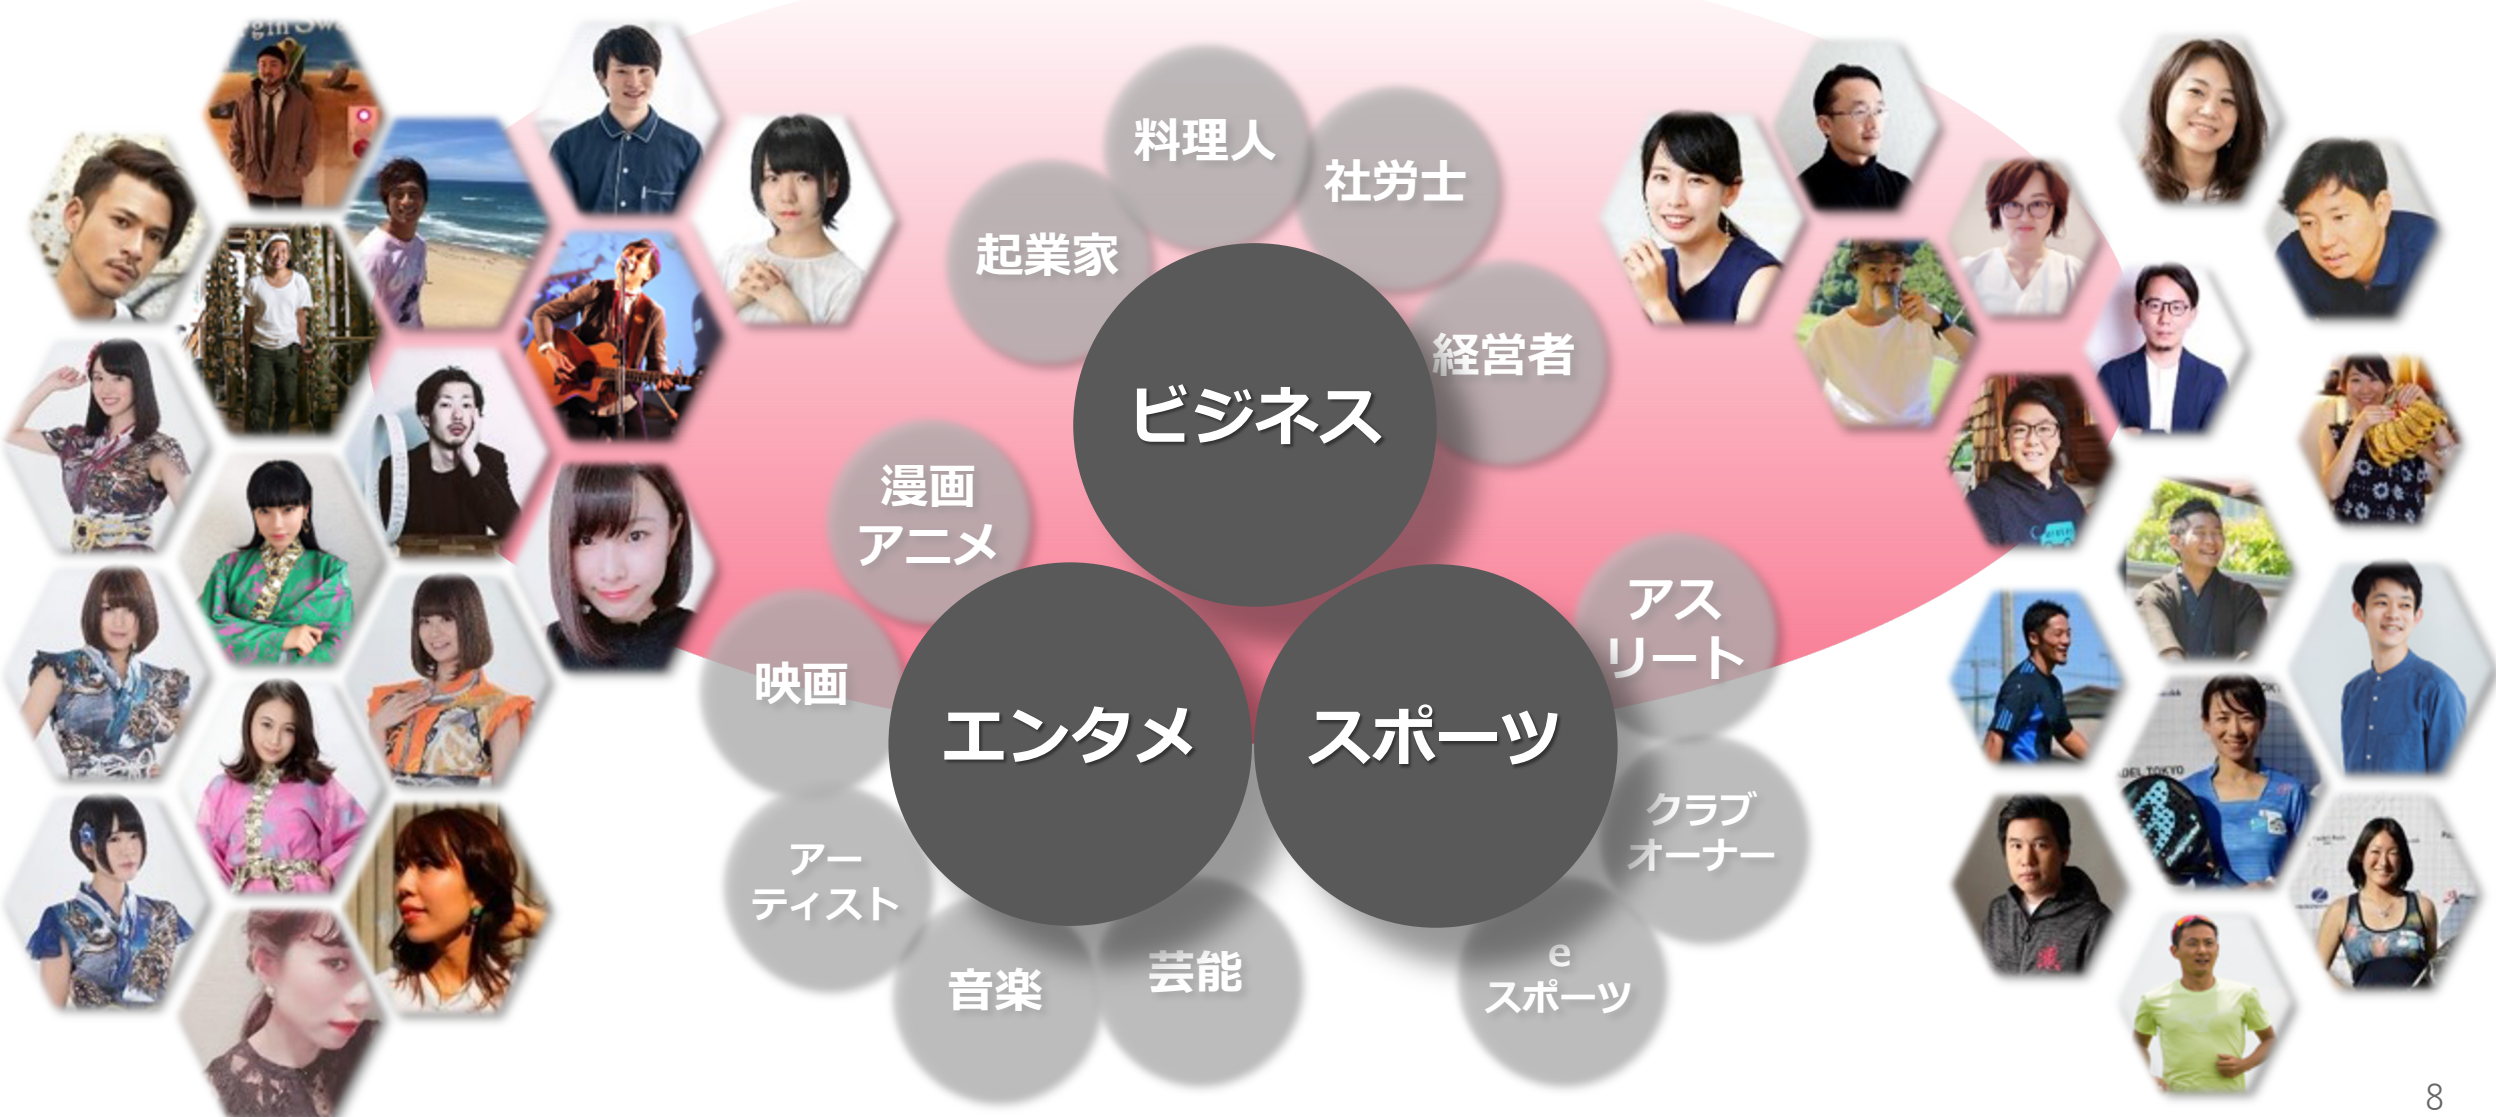 料理人
社労士
起業家
経営者
ビジネス
漫画
アニメ
映画
エンタメ
アー
ティスト
音楽
芸能
スポーツ
アス
リート
クラブ
オーナー
e
スポーツ
DEL TOKYO
8